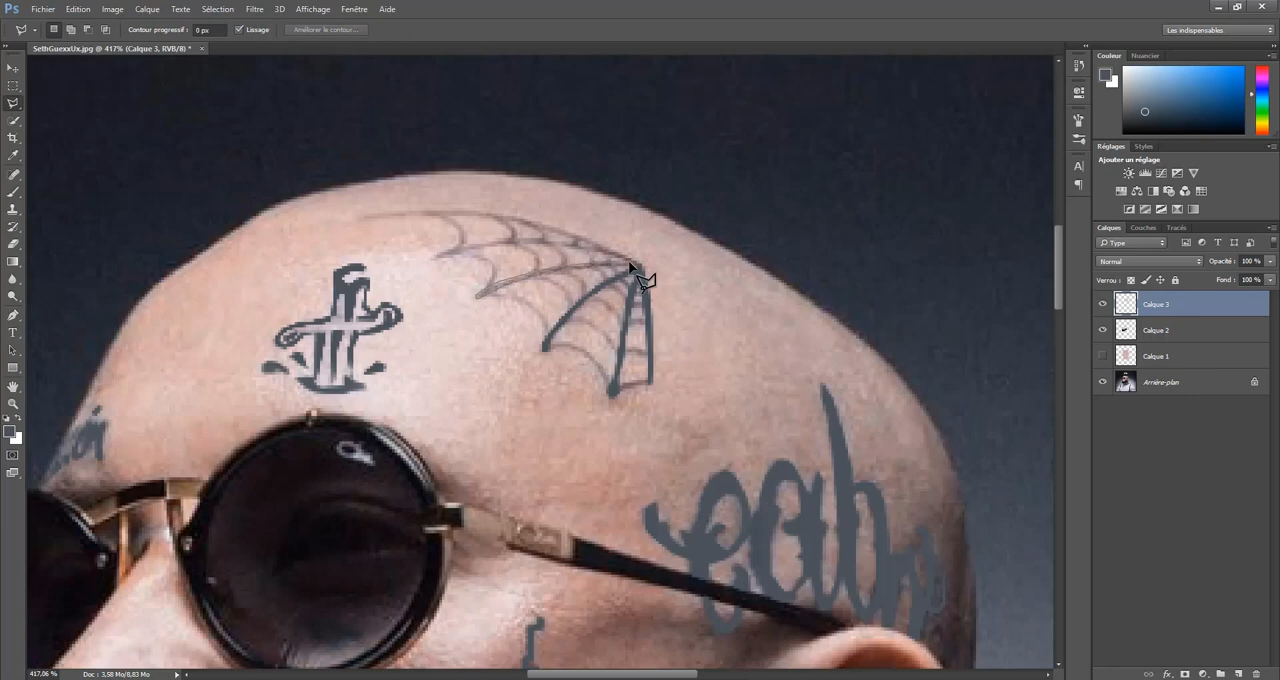 Ps Fichier Edition Image Calque Texte Sélection Filtre 3D Affichage Fenêtre Aide
Contour progressif : 0 px Lissage Améliorer le contour... Les indispensables
SethGuexxUx.jpg @ 417% (Calque 3, RVB/8) * ×
Couleur Nuancier
Réglages Styles
Ajouter un réglage
Calques Couches Tracés
Type
Normal Opacité : 100 %
Verrou : Fond : 100 %
Calque 3
Calque 2
Calque 1
Arrière-plan
417,06 % Doc : 3,58 Mo/8,83 Mo